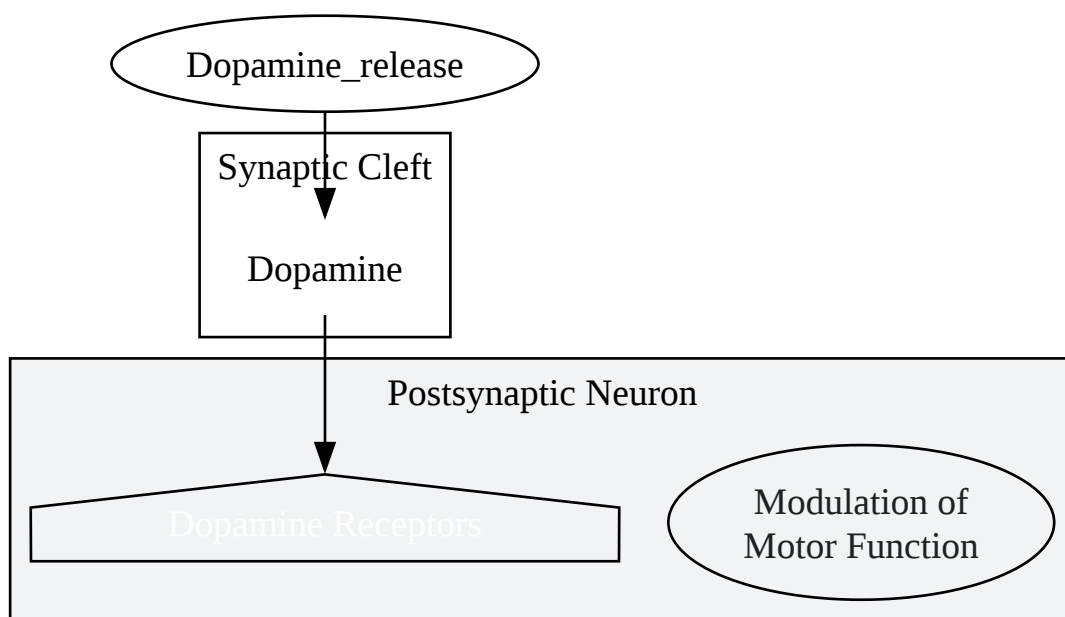 Dopamine_release
Synaptic Cleft
Dopamine
Postsynaptic Neuron
Dopamine Receptors
Modulation of
Motor Function